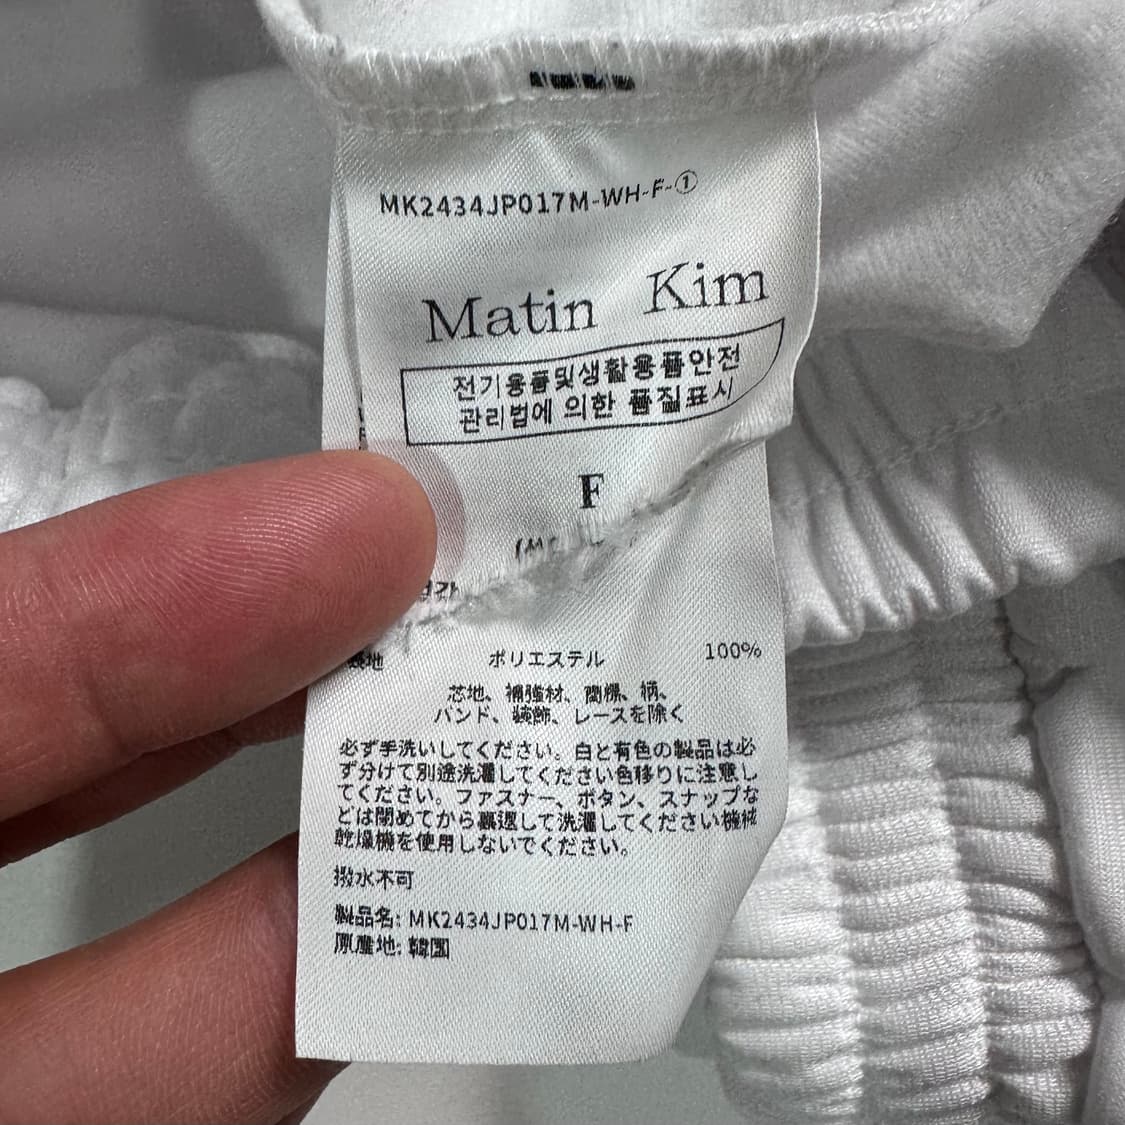 MK2434JP017M-WH-F-①
Matin Kim
전기용품및생활용품안전
관리법에 의한 품질표시
F
ポリエステル 100%
芯地、補強材、間標、柄、
バンド、装飾、レースを除く
必ず手洗いしてください。白と有色の製品は必
ず分けて別途洗濯してください色移りに注意し
てください。ファスナー、ボタン、スナップな
どは閉めてから裏返して洗濯してください機械
乾燥機を使用しないでください。
撥水不可
製品名: MK2434JP017M-WH-F
原産地: 韓国